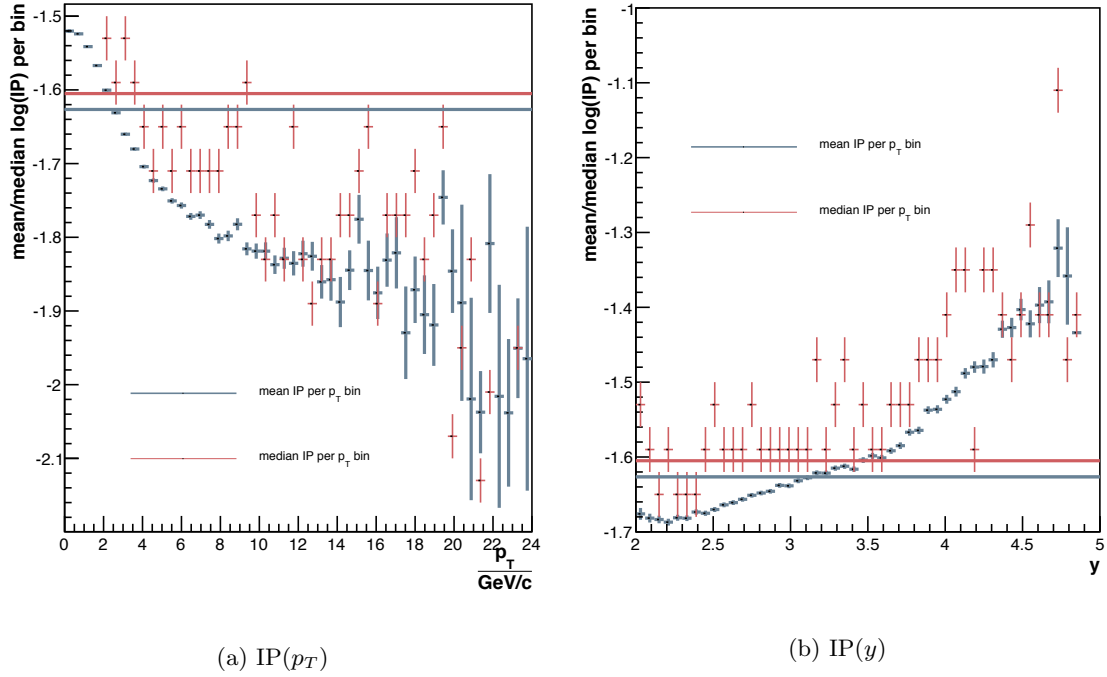 mean/median log(IP) per bin
-1.5
-1.6
-1.7
-1.8
-1.9
-2
-2.1
mean IP per p_T bin
median IP per p_T bin
0 2 4 6 8 10 12 14 16 18 20 22 24
p_T
GeV/c
(a) IP(p_T)
mean/median log(IP) per bin
-1
-1.1
-1.2
-1.3
-1.4
-1.5
-1.6
-1.7
mean IP per p_T bin
median IP per p_T bin
2 2.5 3 3.5 4 4.5 5
y
(b) IP(y)